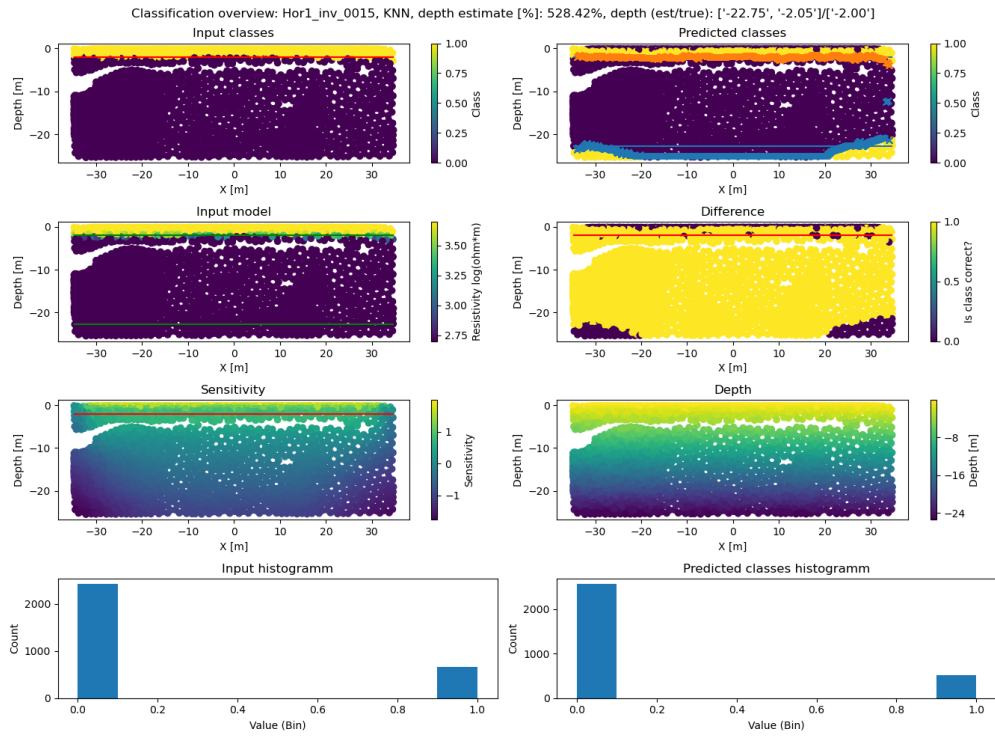 Classification overview: Hor1_inv_0015, KNN, depth estimate [%]: 528.42%, depth (est/true): ['-22.75', '-2.05']/['-2.00']
Input classes
0
−10
−20
Depth [m]
−30 −20 −10 0 10 20 30
X [m]
1.00
0.75
0.50
0.25
0.00
Class
Predicted classes
0
−10
−20
Depth [m]
−30 −20 −10 0 10 20 30
X [m]
1.00
0.75
0.50
0.25
0.00
Class
Input model
0
−10
−20
Depth [m]
−30 −20 −10 0 10 20 30
X [m]
3.50
3.25
3.00
2.75
Resistivity log(ohm*m)
Difference
0
−10
−20
Depth [m]
−30 −20 −10 0 10 20 30
X [m]
1.0
0.5
0.0
Is class correct?
Sensitivity
0
−10
−20
Depth [m]
−30 −20 −10 0 10 20 30
X [m]
1
0
−1
Sensitivity
Depth
0
−10
−20
Depth [m]
−30 −20 −10 0 10 20 30
X [m]
−8
−16
−24
Depth [m]
Input histogramm
2000
1000
0
Count
0.0 0.2 0.4 0.6 0.8 1.0
Value (Bin)
Predicted classes histogramm
2000
1000
0
Count
0.0 0.2 0.4 0.6 0.8 1.0
Value (Bin)